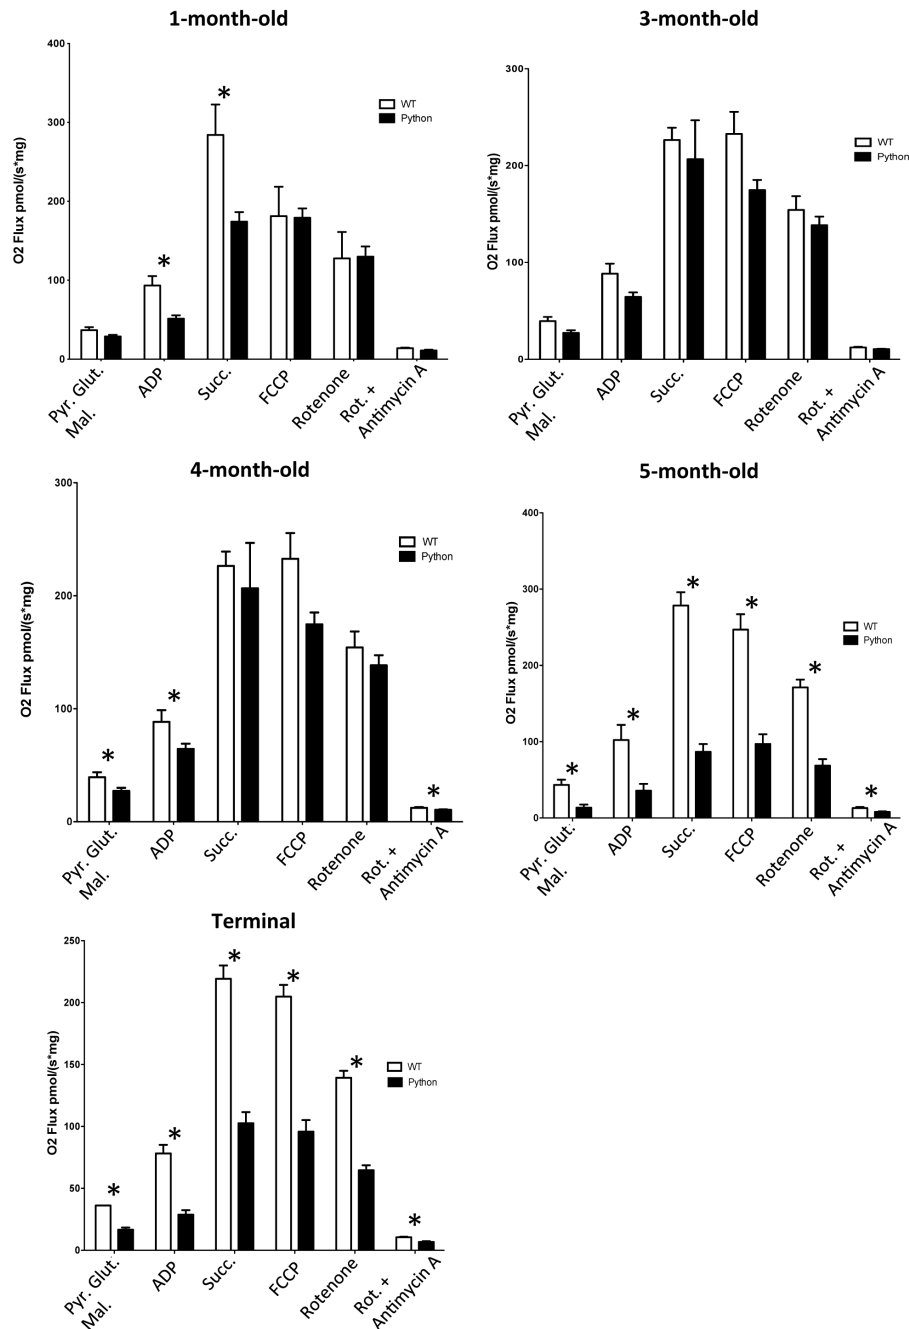 1-month-old
400
300
200
100
0
O2 Flux pmol/(s*mg)
*
*
WT
Python
Pyr. Glut.
Mal.
ADP
Succ.
FCCP
Rotenone
Rot. +
Antimycin A
3-month-old
300
200
100
0
O2 Flux pmol/(s*mg)
WT
Python
Pyr. Glut.
Mal.
ADP
Succ.
FCCP
Rotenone
Rot. +
Antimycin A
4-month-old
300
200
100
0
O2 Flux pmol/(s*mg)
*
*
*
WT
Python
Pyr. Glut.
Mal.
ADP
Succ.
FCCP
Rotenone
Rot. +
Antimycin A
5-month-old
400
300
200
100
0
O2 Flux pmol/(s*mg)
*
*
*
*
*
*
WT
Python
Pyr. Glut.
Mal.
ADP
Succ.
FCCP
Rotenone
Rot. +
Antimycin A
Terminal
250
200
150
100
50
0
O2 Flux pmol/(s*mg)
*
*
*
*
*
*
WT
Python
Pyr. Glut.
Mal.
ADP
Succ.
FCCP
Rotenone
Rot. +
Antimycin A